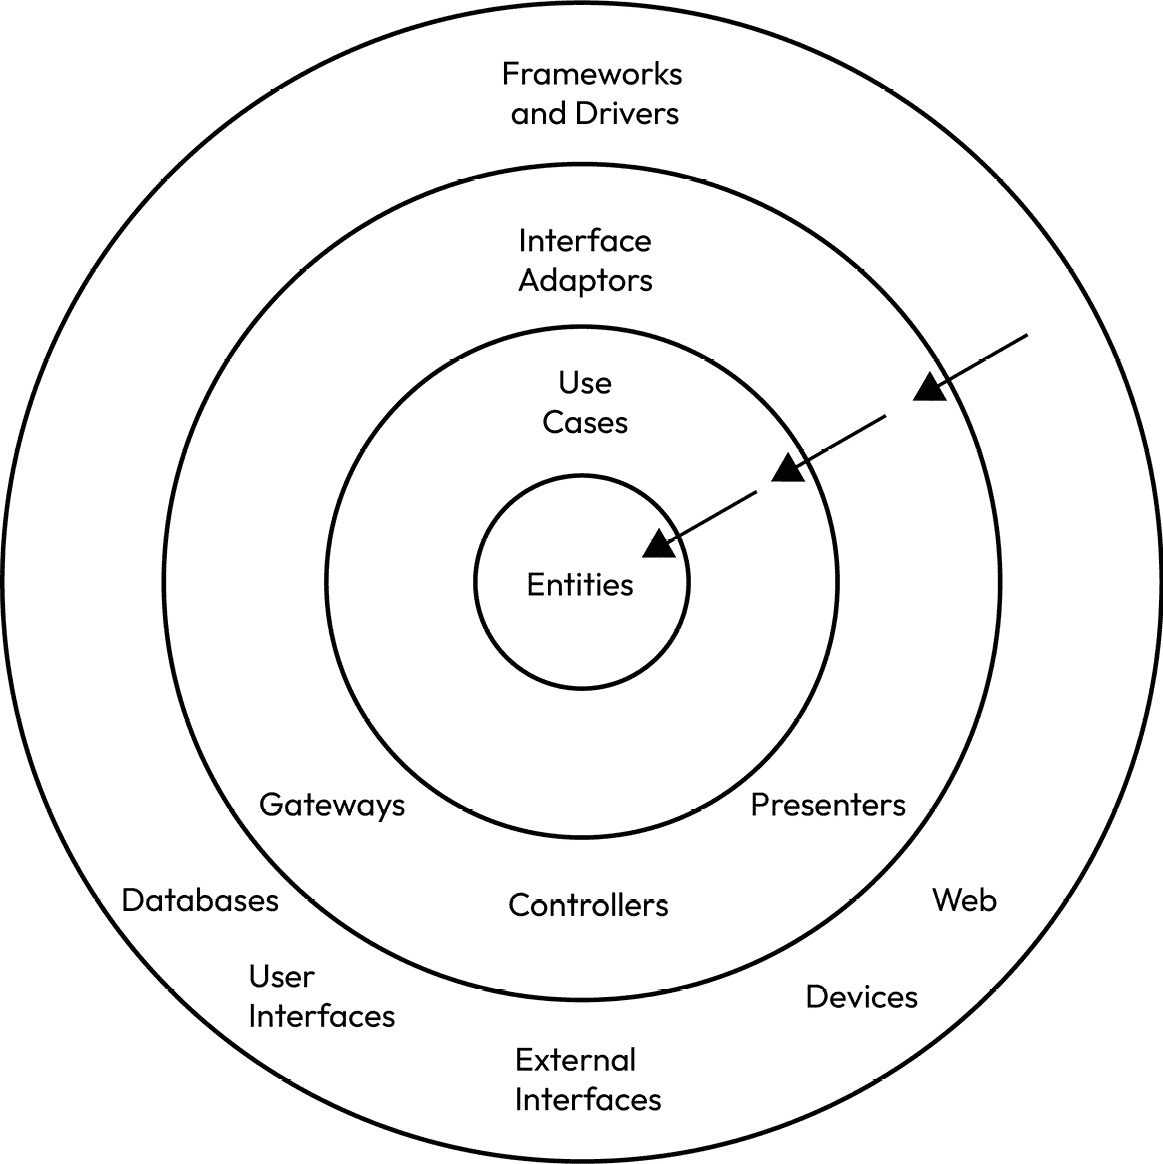 Frameworks
and Drivers
Interface
Adaptors
Use
Cases
Entities
Gateways
Presenters
Databases
Controllers
Web
User
Interfaces
Devices
External
Interfaces